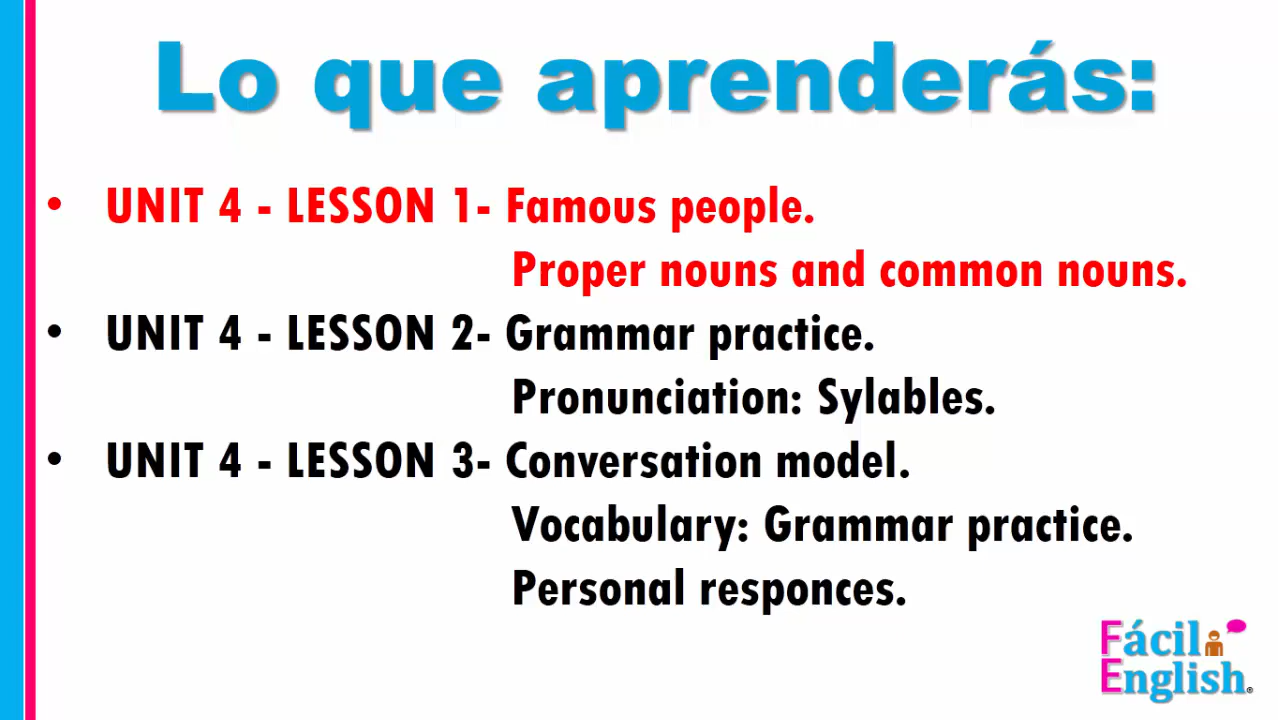 Lo que aprenderás:
• UNIT 4 - LESSON 1- Famous people.
Proper nouns and common nouns.
• UNIT 4 - LESSON 2- Grammar practice.
Pronunciation: Sylables.
• UNIT 4 - LESSON 3- Conversation model.
Vocabulary: Grammar practice.
Personal responces.
Fácil
English®